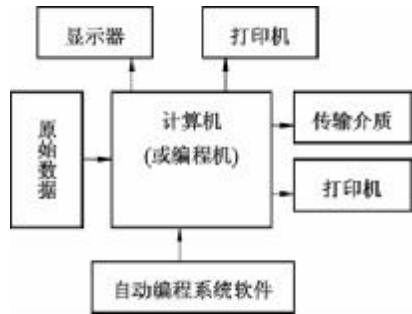 显示器
打印机
原始数据
计算机
(或编程机)
传输介质
打印机
自动编程系统软件